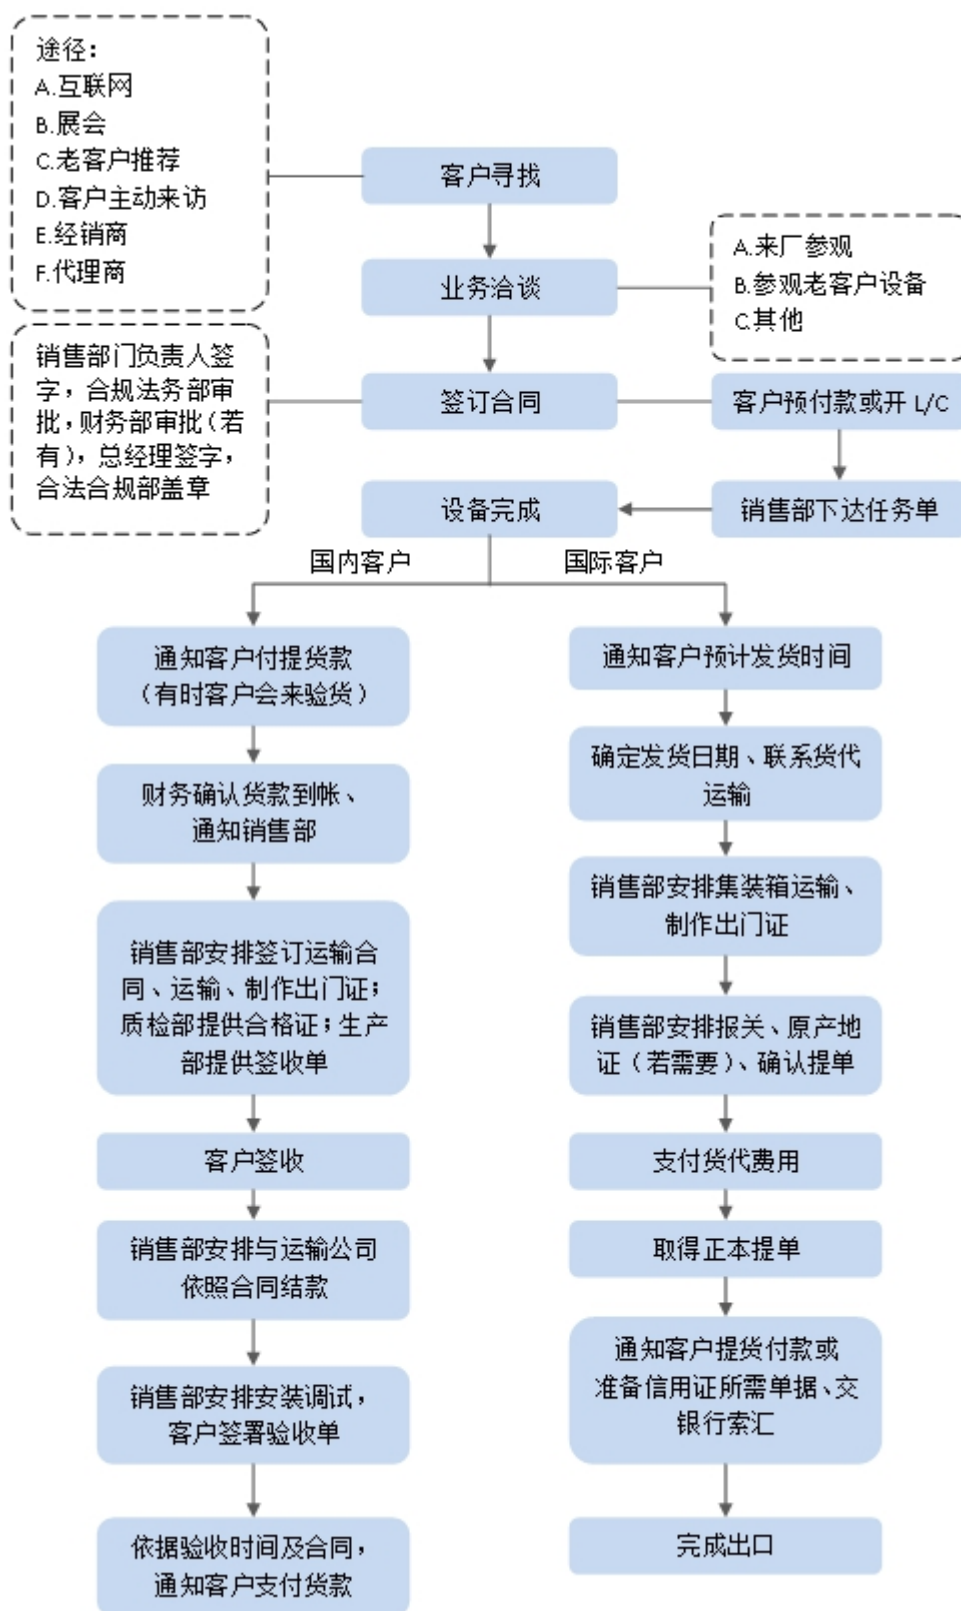 途径：
A.互联网
B.展会
C.老客户推荐
D.客户主动来访
E.经销商
F.代理商
客户寻找
A.来厂参观
B.参观老客户设备
C.其他
业务洽谈
销售部门负责人签
字，合规法务部审
批，财务部审批（若
有），总经理签字，
合法合规部盖章
签订合同
客户预付款或开 L/C
设备完成
销售部下达任务单
国内客户
国际客户
通知客户付提货款
（有时客户会来验货）
财务确认货款到帐、
通知销售部
销售部安排签订运输合
同、运输、制作出门证；
质检部提供合格证；生产
部提供签收单
客户签收
销售部安排与运输公司
依照合同结款
销售部安排安装调试，
客户签署验收单
依据验收时间及合同，
通知客户支付货款
通知客户预计发货时间
确定发货日期、联系货代
运输
销售部安排集装箱运输、
制作出门证
销售部安排报关、原产地
证（若需要）、确认提单
支付货代费用
取得正本提单
通知客户提货付款或
准备信用证所需单据、交
银行索汇
完成出口